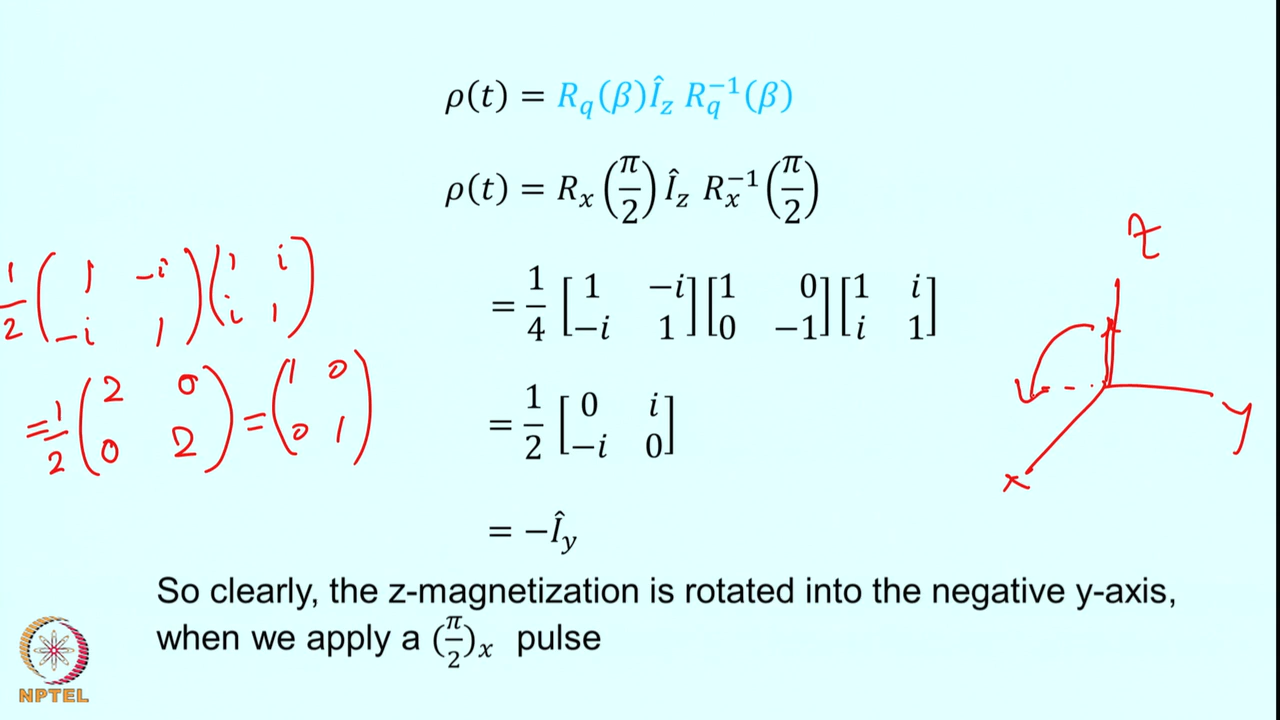 ρ(t) = R_q(β)Î_z R_q^{-1}(β)
ρ(t) = R_x(π/2) Î_z R_x^{-1}(π/2)
= 1/4 [1 -i; -i 1] [1 0; 0 -1] [1 i; i 1]
= 1/2 [0 i; -i 0]
= -Î_y
1/2 (1 -i; -i 1) (1 i; i 1)
= 1/2 (2 0; 0 2) = (1 0; 0 1)
z
y
x
So clearly, the z-magnetization is rotated into the negative y-axis,
when we apply a (π/2)_x pulse
NPTEL